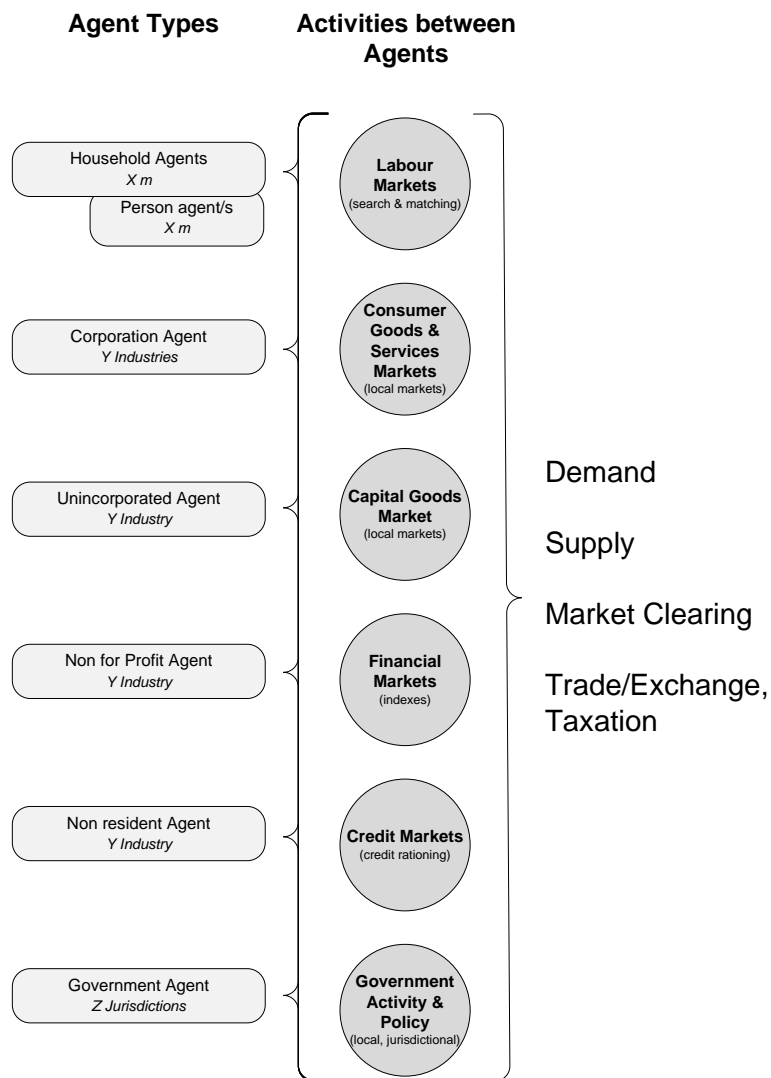 Agent Types
Activities between
Agents
Household Agents
X m
Person agent/s
X m
Corporation Agent
Y Industries
Unincorporated Agent
Y Industry
Non for Profit Agent
Y Industry
Non resident Agent
Y Industry
Government Agent
Z Jurisdictions
Labour
Markets
(search & matching)
Consumer
Goods &
Services
Markets
(local markets)
Capital Goods
Market
(local markets)
Financial
Markets
(indexes)
Credit Markets
(credit rationing)
Government
Activity &
Policy
(local, jurisdictional)
Demand
Supply
Market Clearing
Trade/Exchange,
Taxation